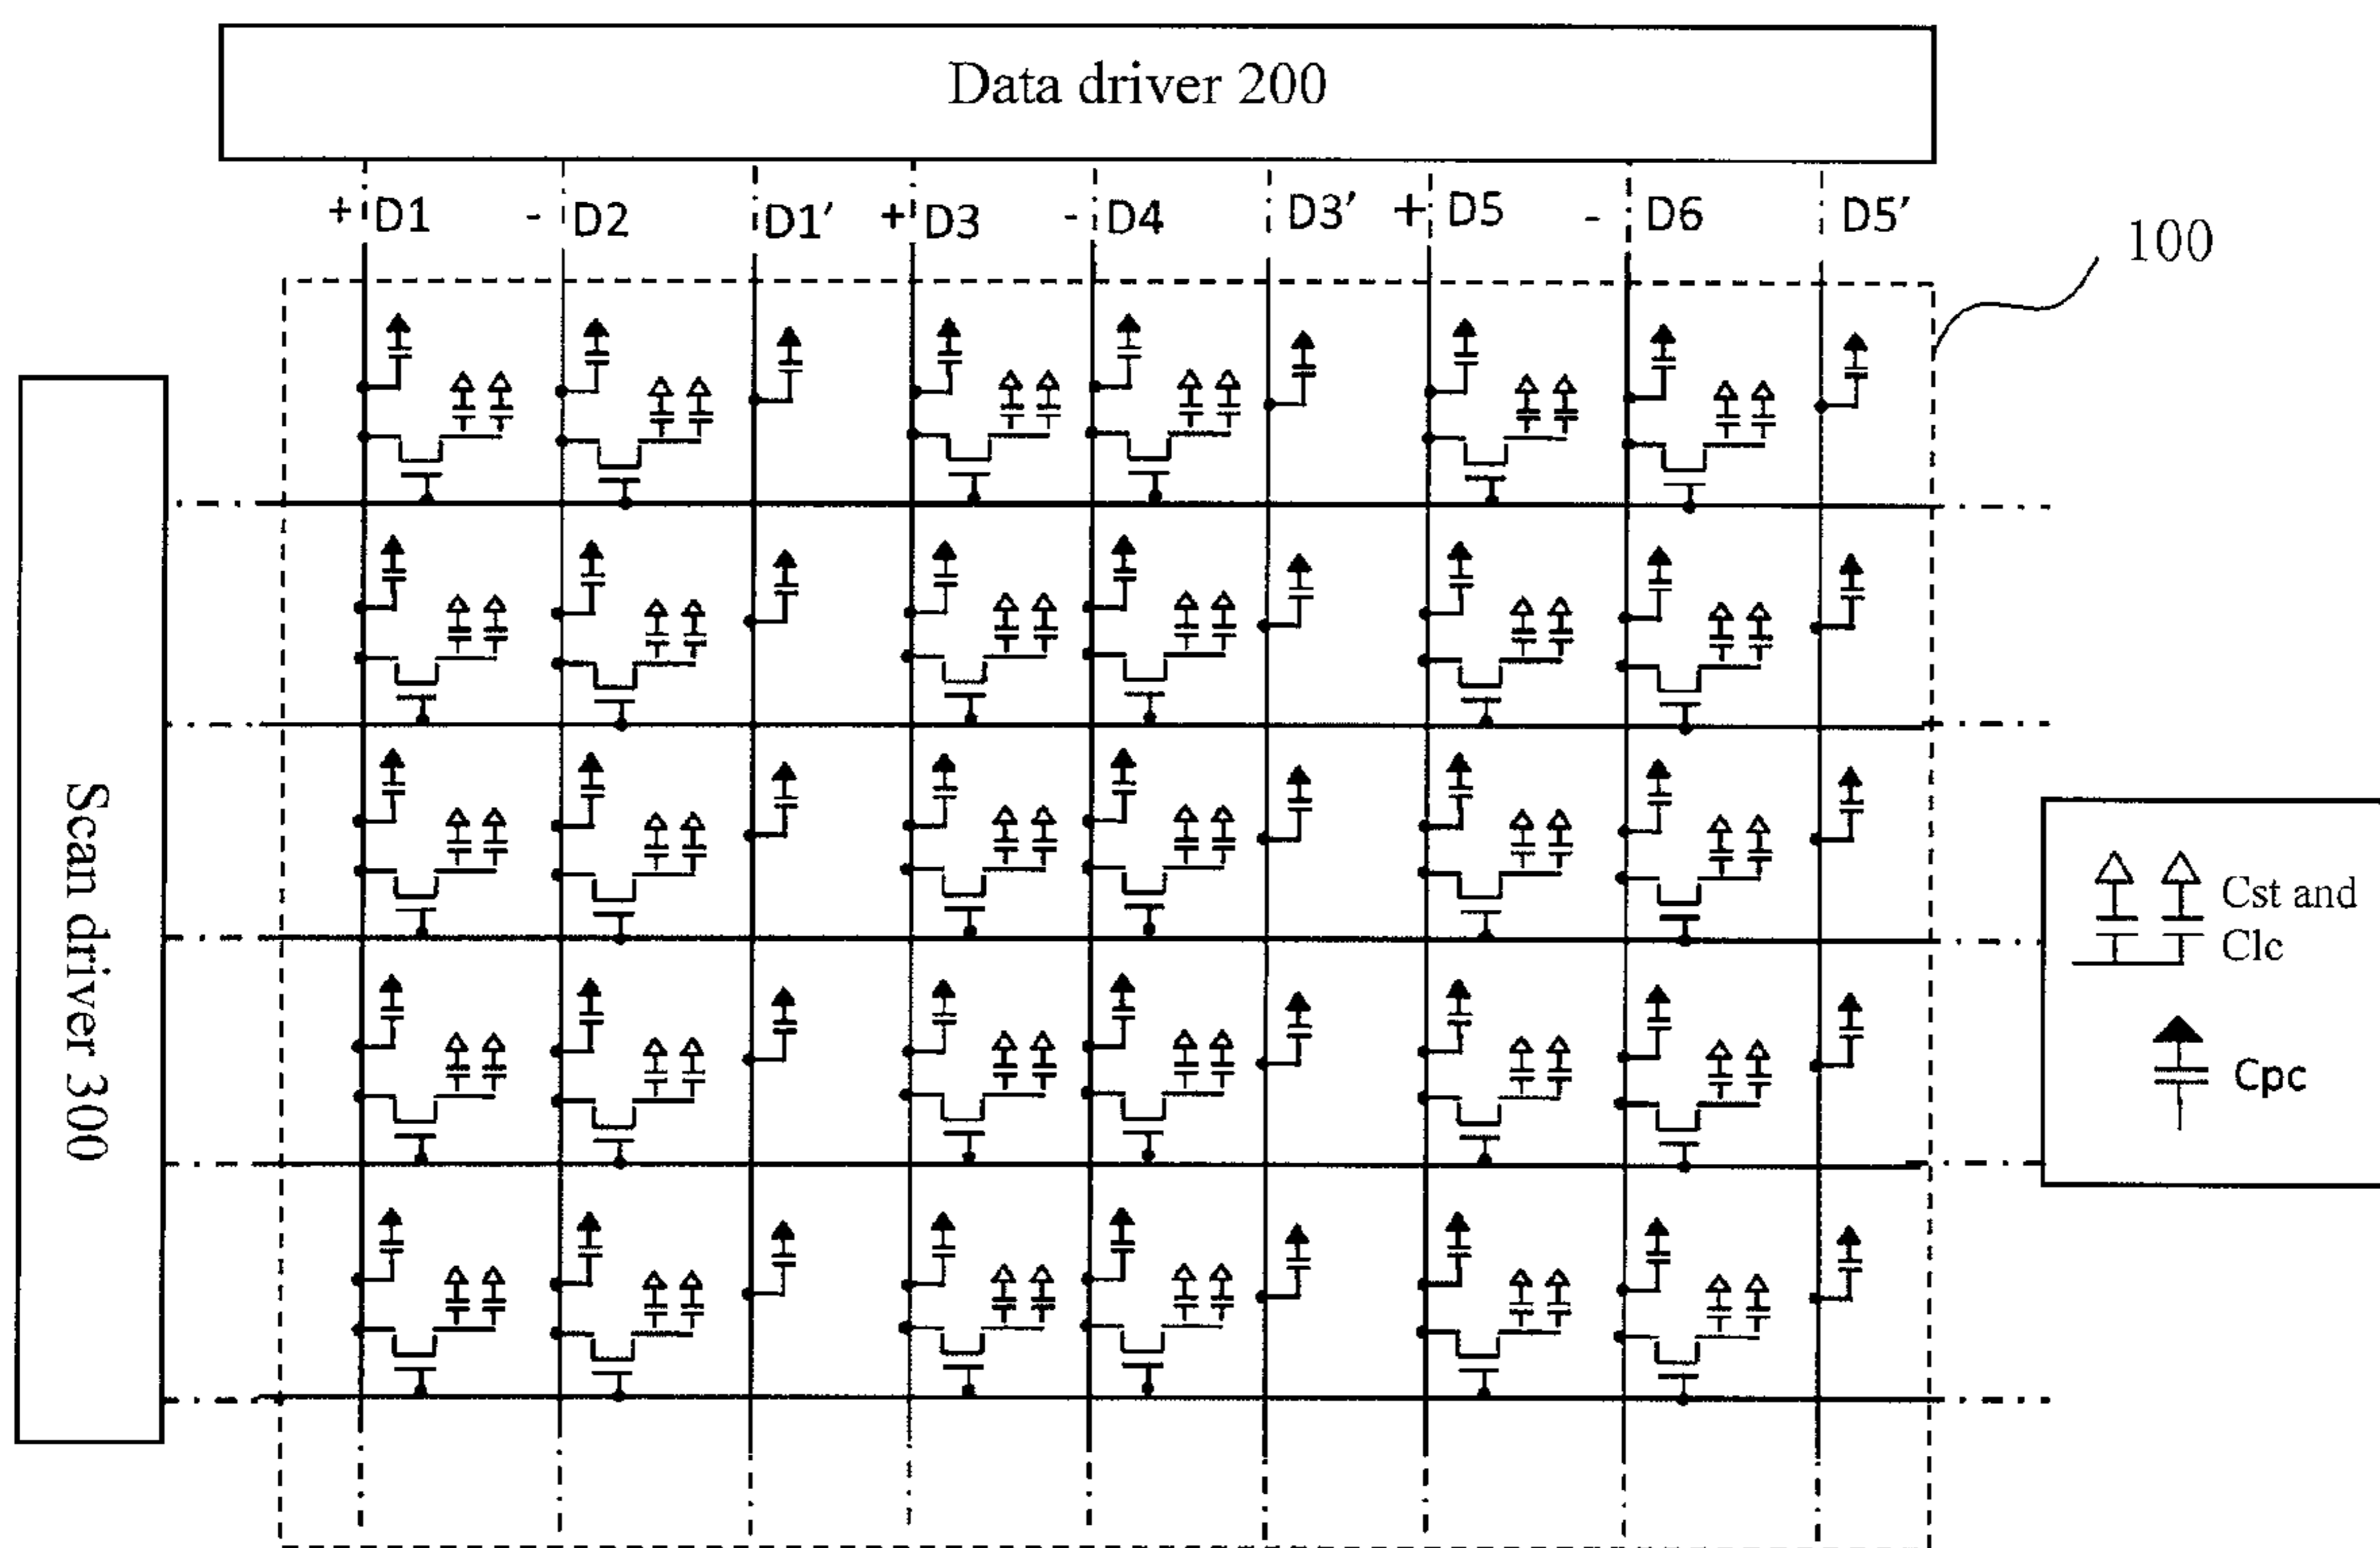 Data driver 200
+ D1 - D2 D1' + D3 - D4 D3' + D5 - D6 D5'
100
Scan driver 300
Cst and
Clc
Cpc